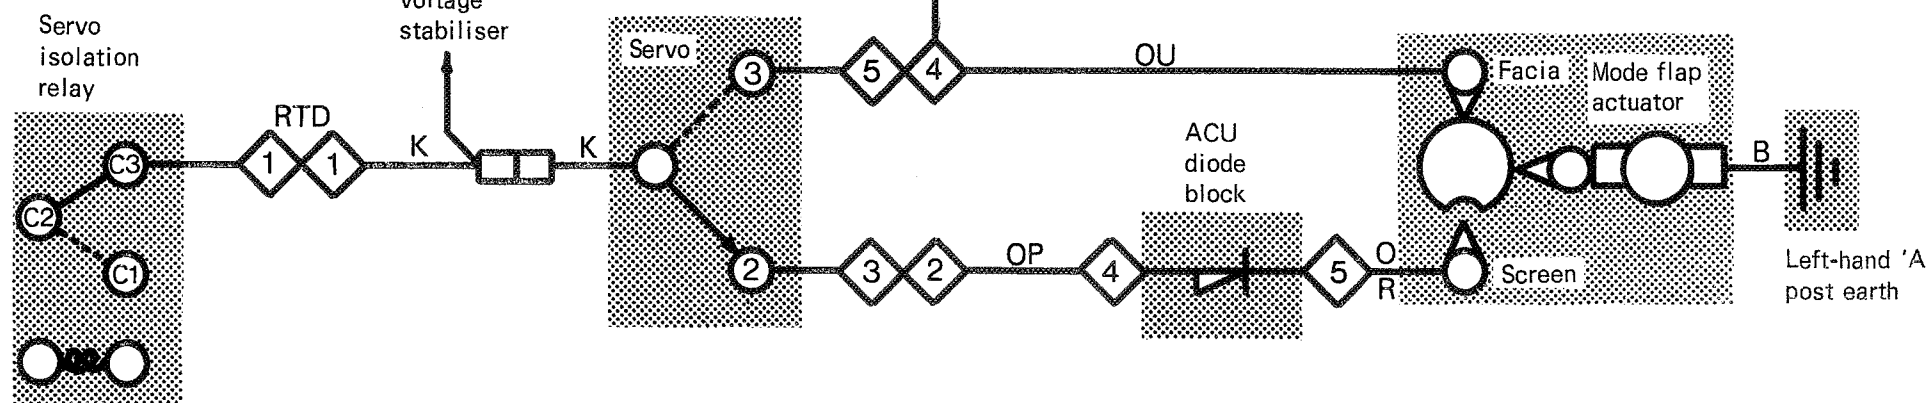 Servo
isolation
relay
C3
C2
C1
RTD
1 1
K
voltage
stabiliser
K
Servo
3
2
5 4
OU
3 2
OP
4
ACU
diode
block
5
O
R
Facia
Screen
Mode flap
actuator
B
Left-hand 'A
post earth